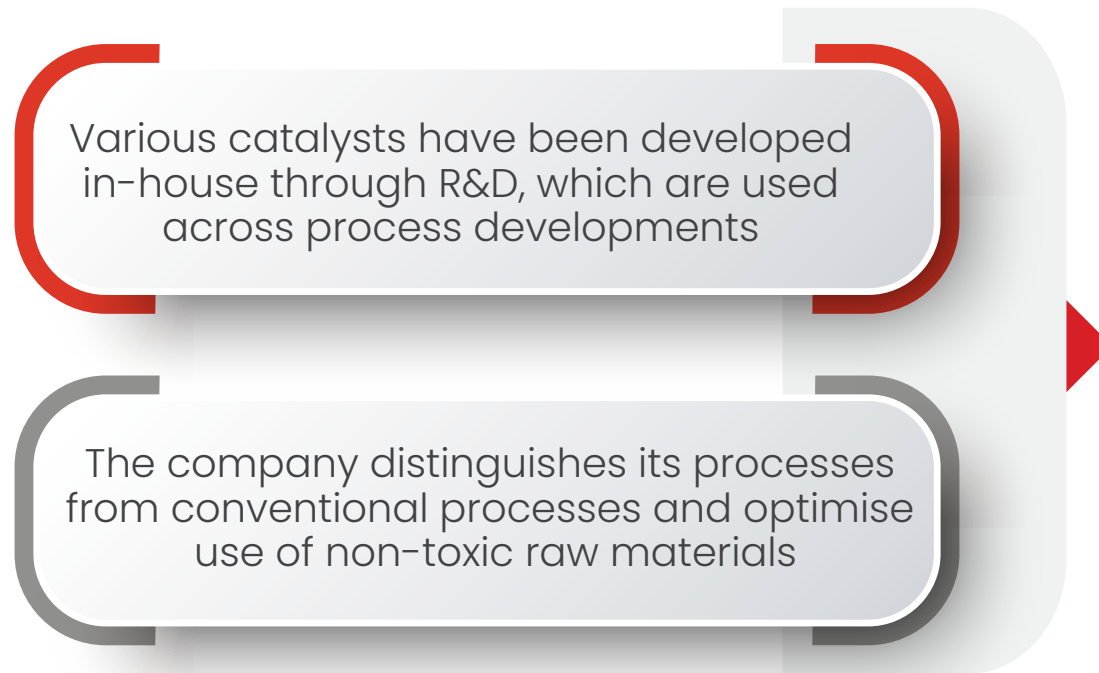 Various catalysts have been developed
in-house through R&D, which are used
across process developments
The company distinguishes its processes
from conventional processes and optimise
use of non-toxic raw materials